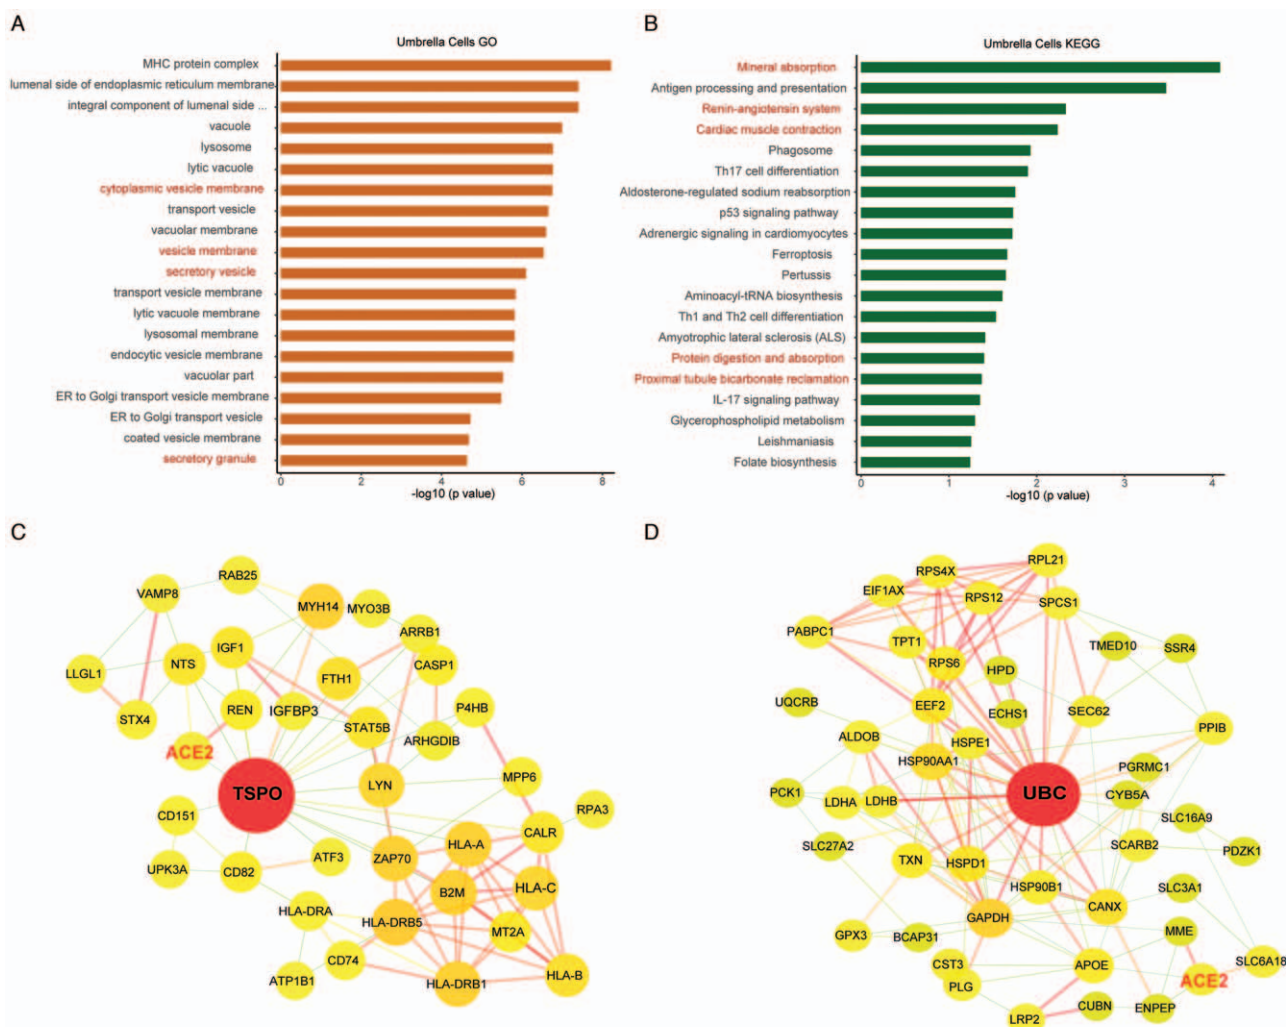 A
Umbrella Cells GO
MHC protein complex
lumenal side of endoplasmic reticulum membrane
integral component of lumenal side ...
vacuole
lysosome
lytic vacuole
cytoplasmic vesicle membrane
transport vesicle
vacuolar membrane
vesicle membrane
secretory vesicle
transport vesicle membrane
lytic vacuole membrane
lysosomal membrane
endocytic vesicle membrane
vacuolar part
ER to Golgi transport vesicle membrane
ER to Golgi transport vesicle
coated vesicle membrane
secretory granule
0 2 4 6 8
-log10 (p value)
B
Umbrella Cells KEGG
Mineral absorption
Antigen processing and presentation
Renin-angiotensin system
Cardiac muscle contraction
Phagosome
Th17 cell differentiation
Aldosterone-regulated sodium reabsorption
p53 signaling pathway
Adrenergic signaling in cardiomyocytes
Ferroptosis
Pertussis
Aminoacyl-tRNA biosynthesis
Th1 and Th2 cell differentiation
Amyotrophic lateral sclerosis (ALS)
Protein digestion and absorption
Proximal tubule bicarbonate reclamation
IL-17 signaling pathway
Glycerophospholipid metabolism
Leishmaniasis
Folate biosynthesis
0 1 2 3 4
-log10 (p value)
C
RAB25
VAMP8
MYH14
MYO3B
ARRB1
IGF1
NTS
CASP1
LLGL1
FTH1
REN
IGFBP3
P4HB
STX4
STAT5B
ARHGDIB
ACE2
TSPO
LYN
MPP6
RPA3
CD151
CALR
HLA-A
ATF3
ZAP70
UPK3A
CD82
B2M
HLA-C
HLA-DRA
HLA-DRB5
MT2A
CD74
HLA-B
ATP1B1
HLA-DRB1
D
RPL21
RPS4X
EIF1AX
RPS12
SPCS1
PABPC1
TPT1
TMED10
SSR4
RPS6
HPD
UQCRB
EEF2
ECHS1
SEC62
PPIB
ALDOB
HSPE1
HSP90AA1
PGRMC1
PCK1
UBC
CYB5A
LDHA
LDHB
SLC16A9
SLC27A2
SCARB2
PDZK1
TXN
HSPD1
HSP90B1
SLC3A1
CANX
GAPDH
MME
GPX3
BCAP31
SLC6A18
CST3
APOE
ACE2
PLG
CUBN
ENPEP
LRP2